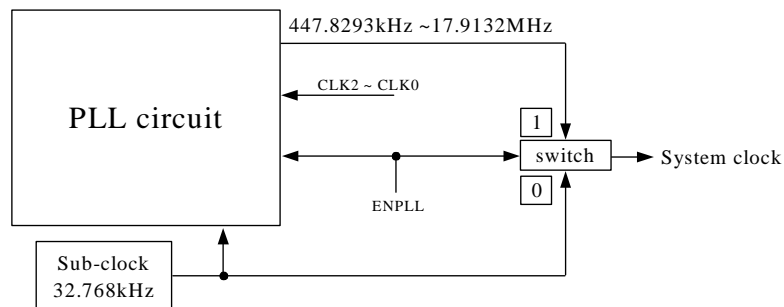 447.8293kHz ~17.9132MHz
CLK2 ~ CLK0
PLL circuit
1
switch
System clock
0
ENPLL
Sub-clock
32.768kHz